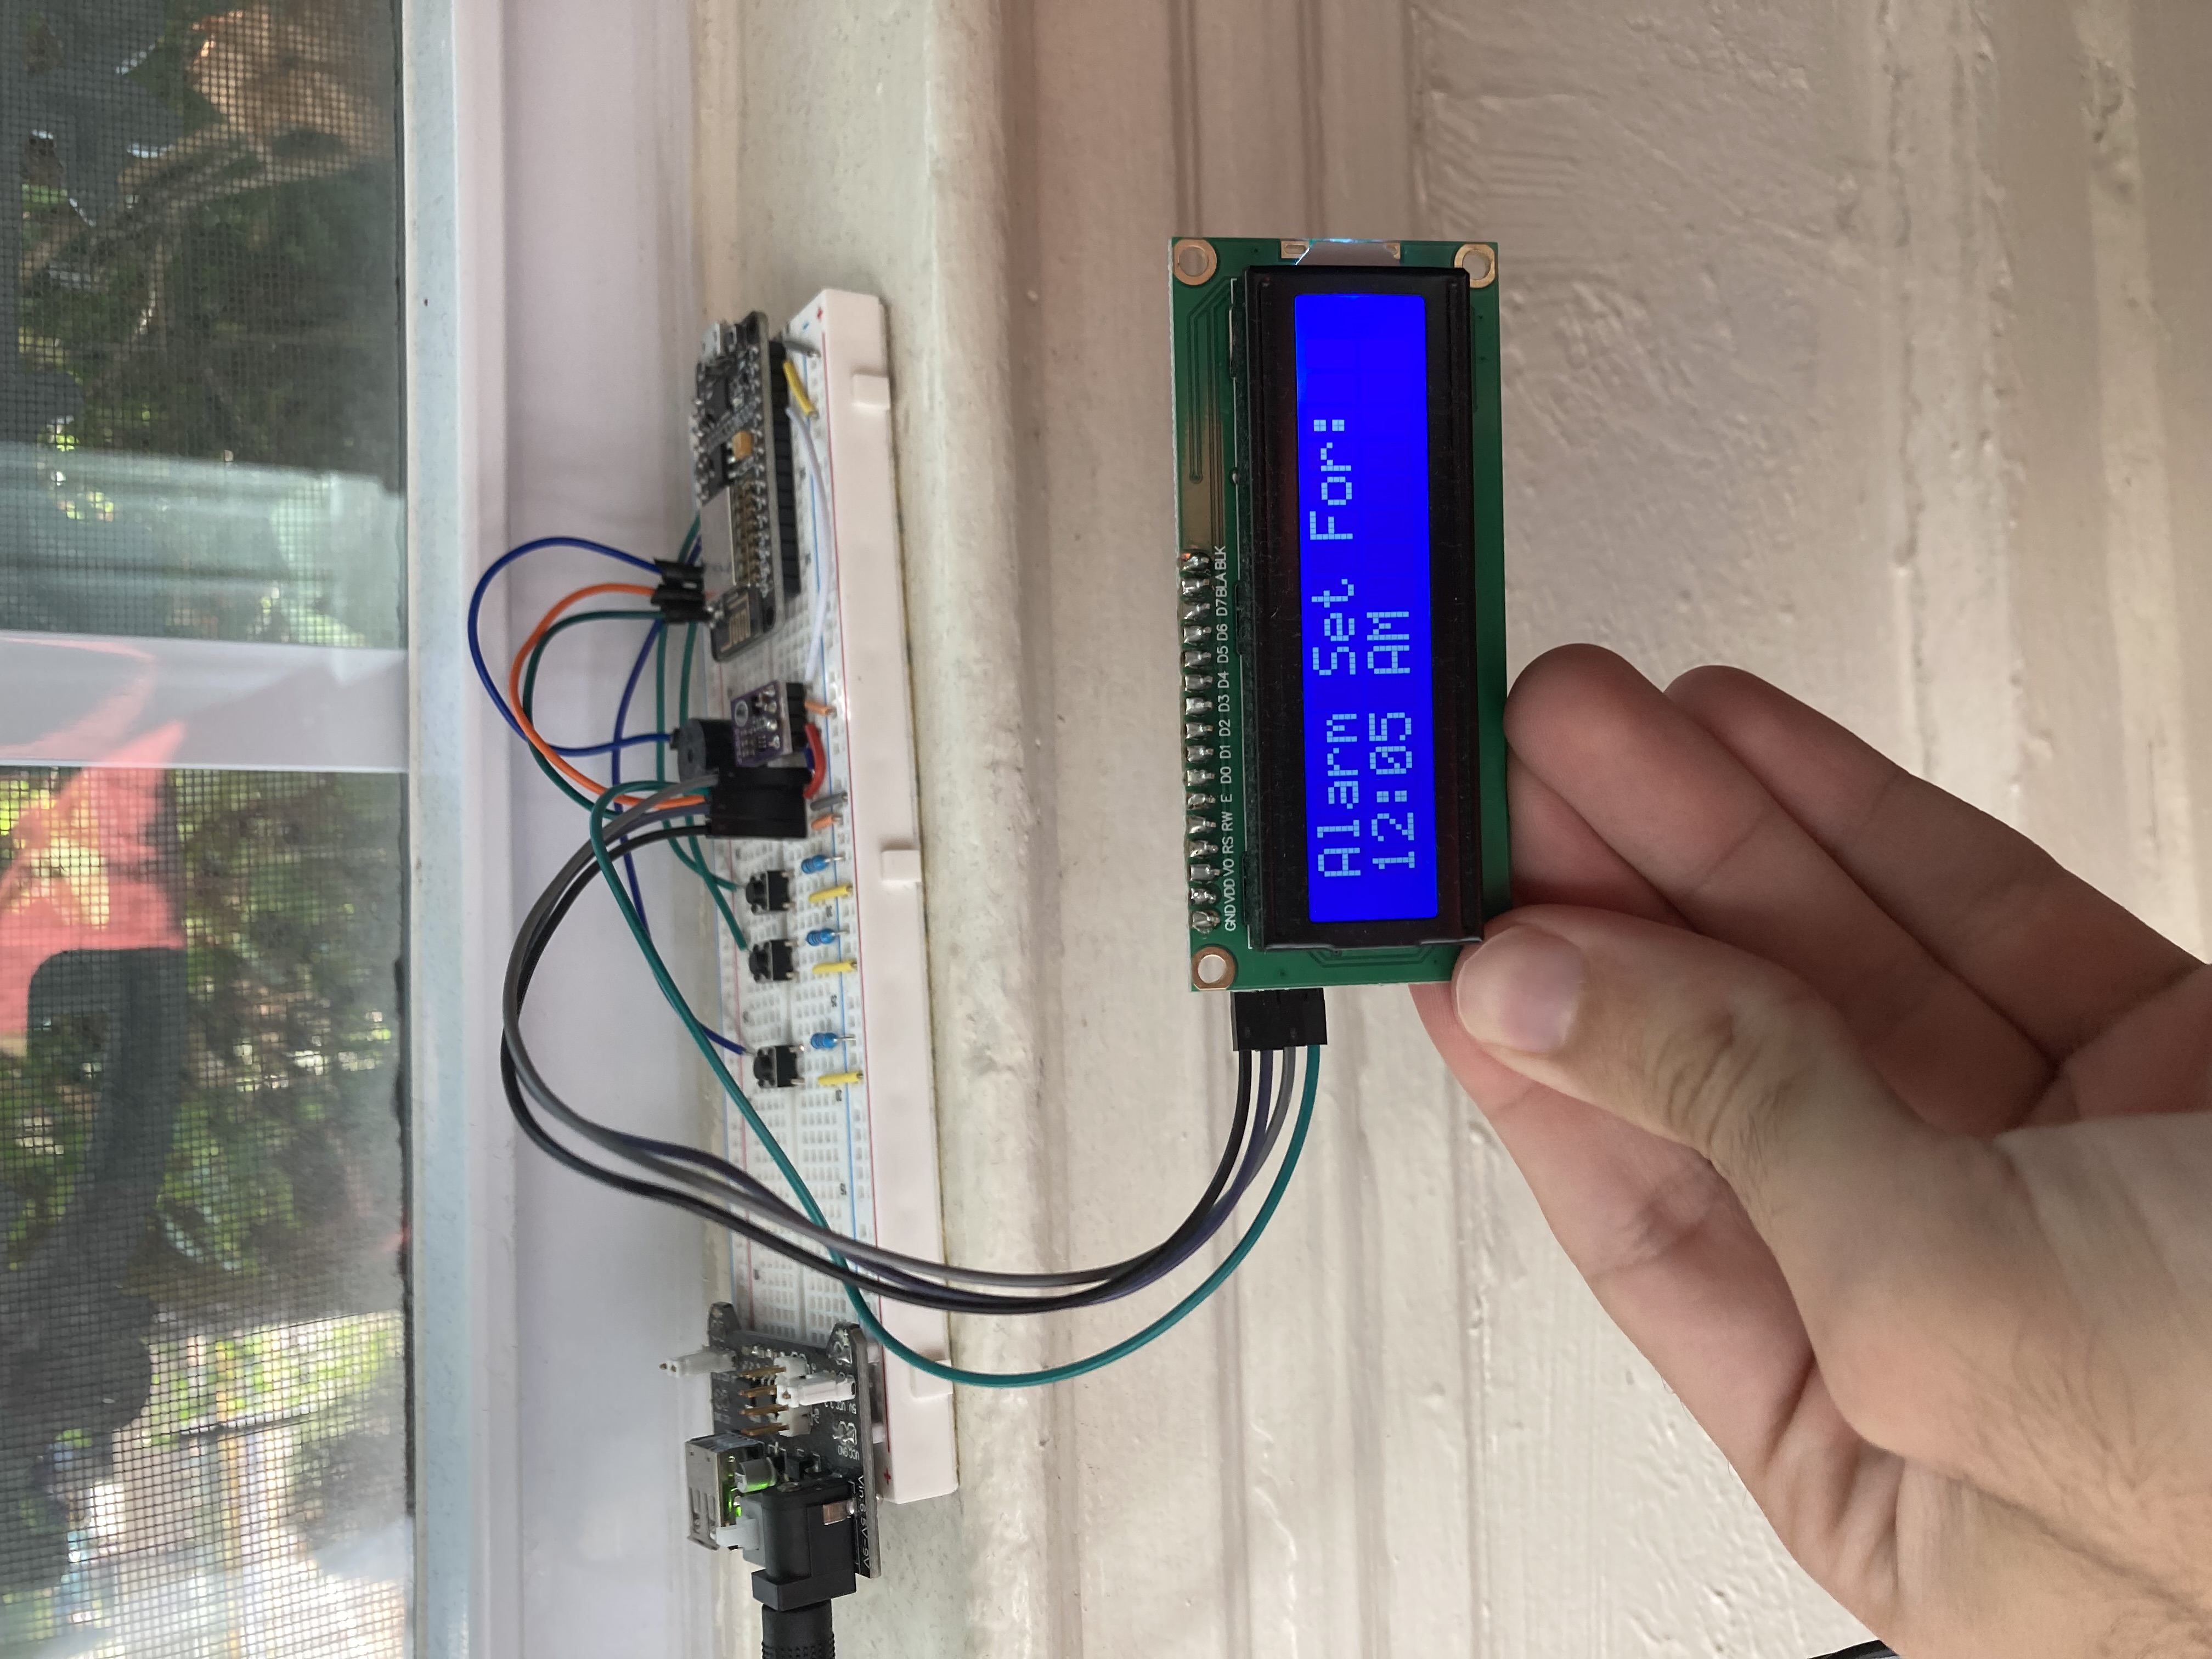 GND VDD VO RS RW E D0 D1 D2 D3 D4 D5 D6 D7 BLA BLK
Alarm Set For:
12:05 AM